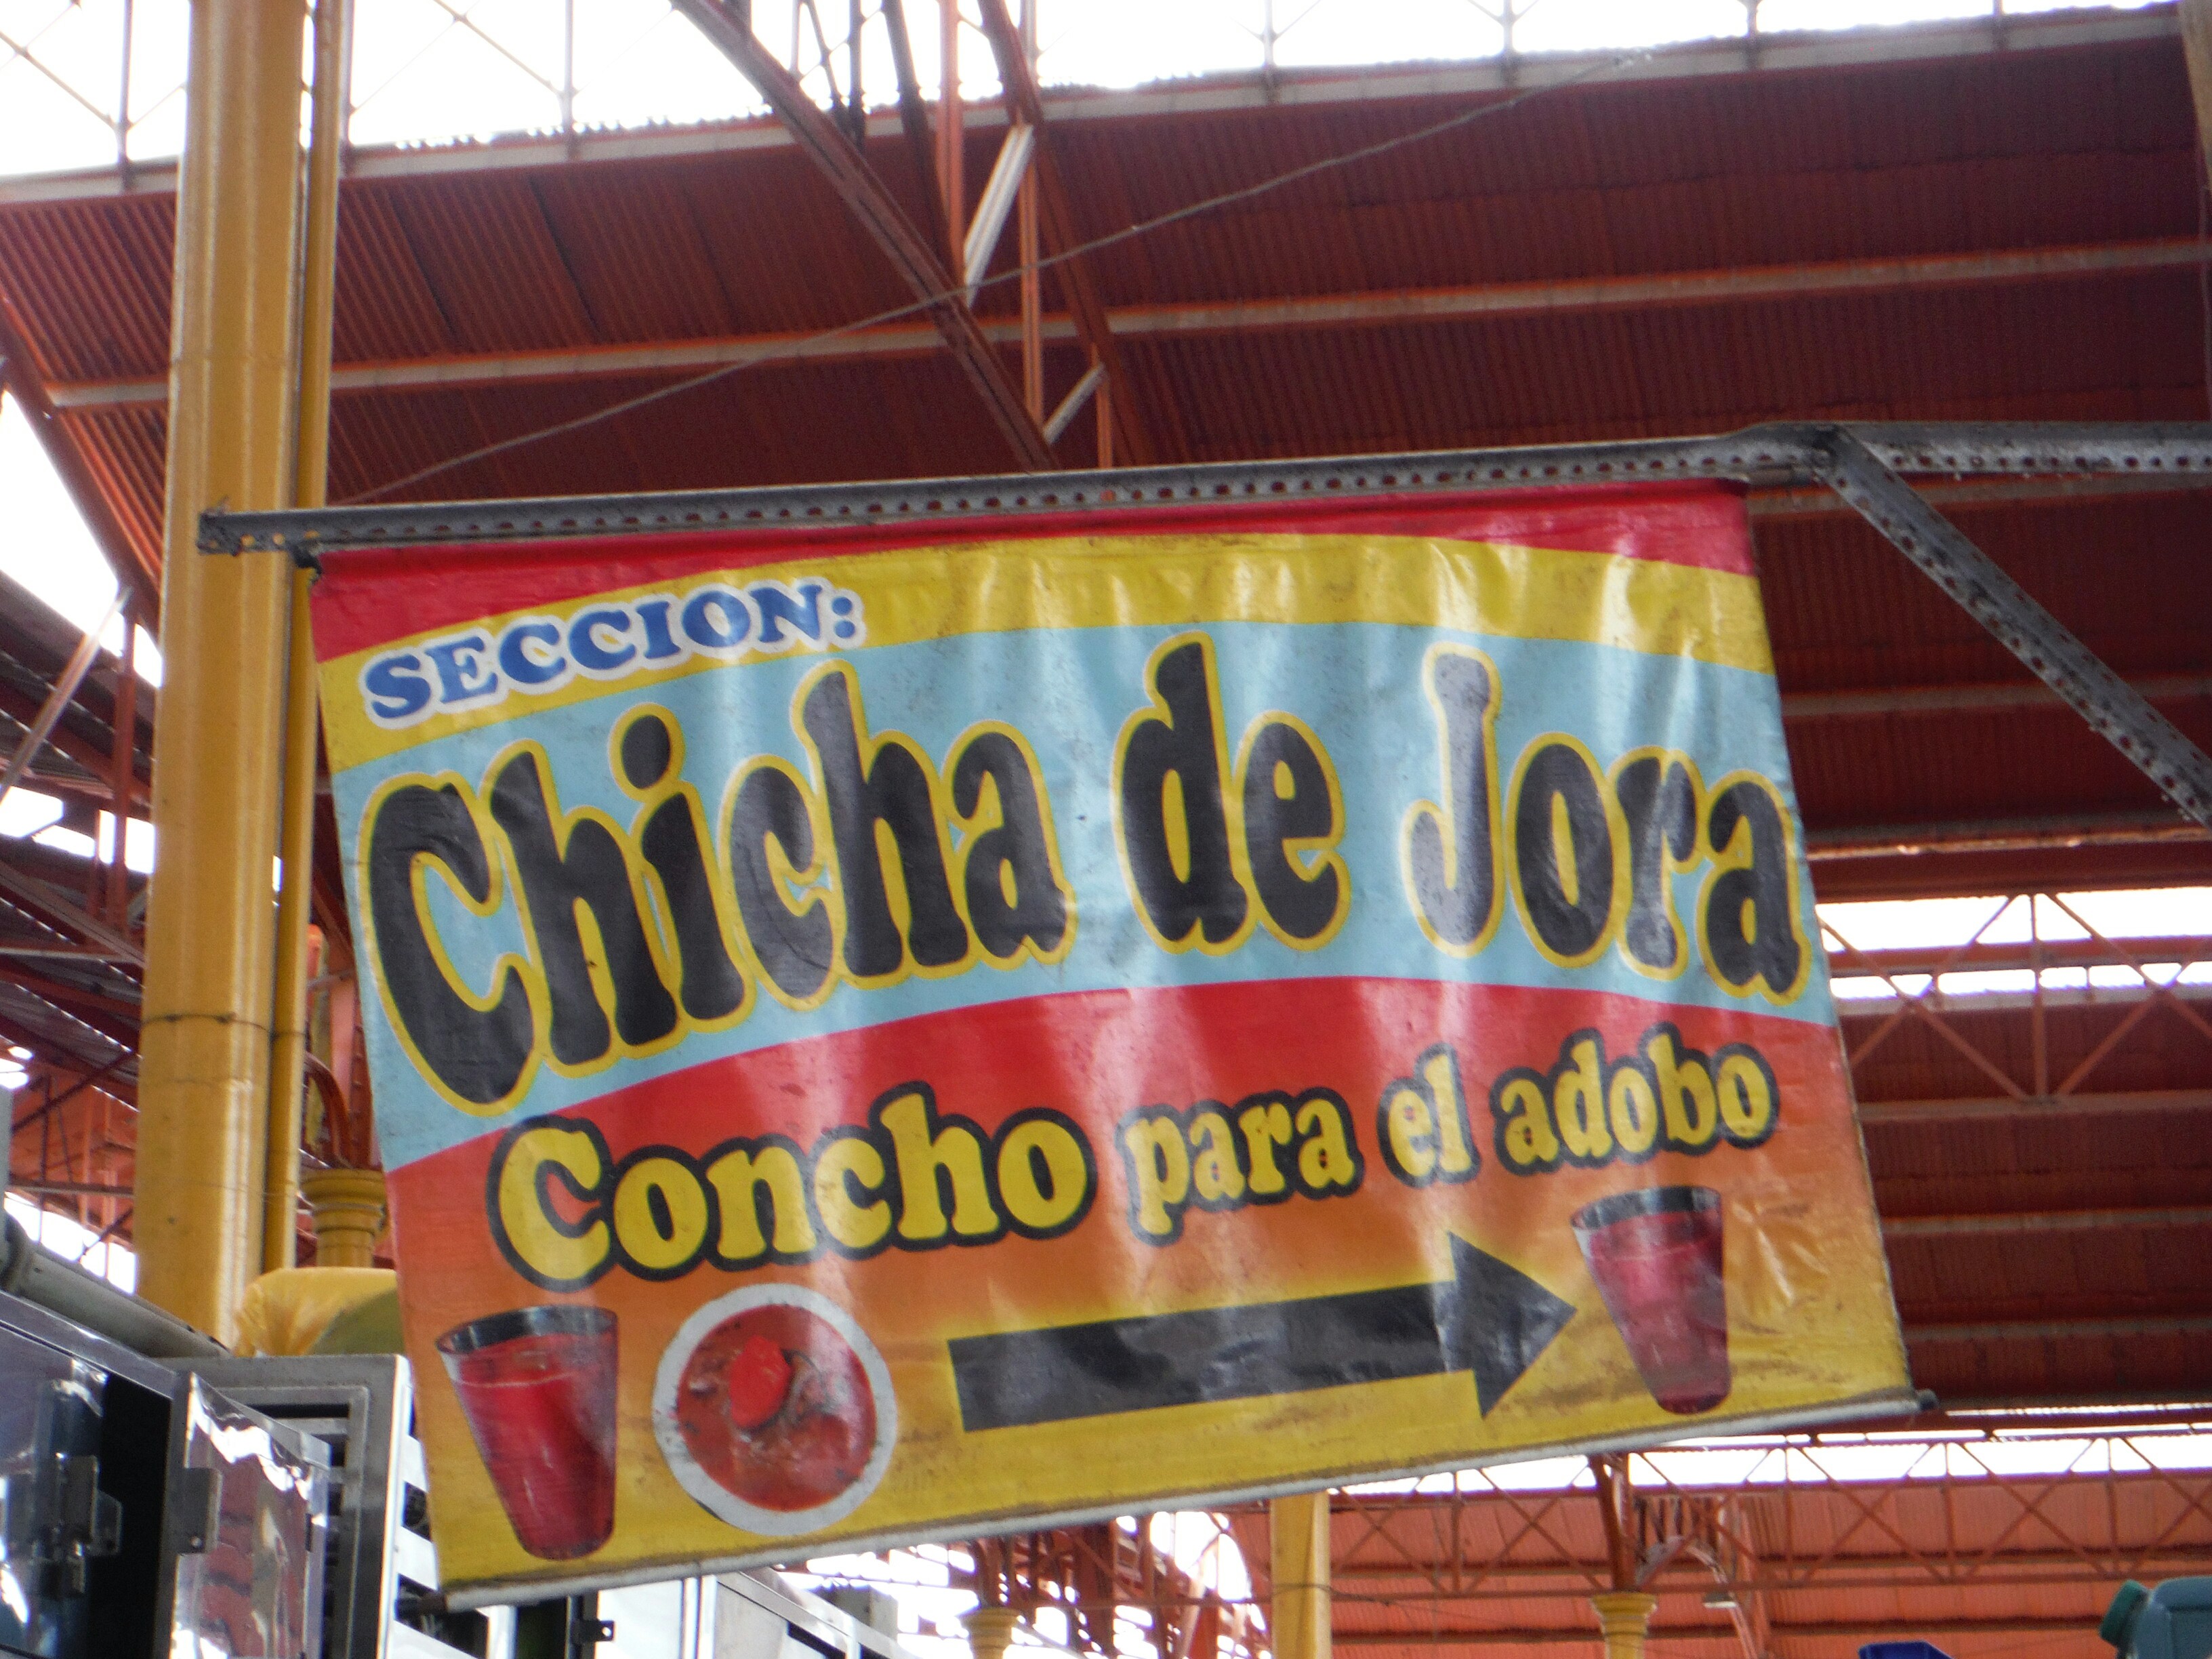 SECCION:
Chicha de Jora
Concho para el adobo